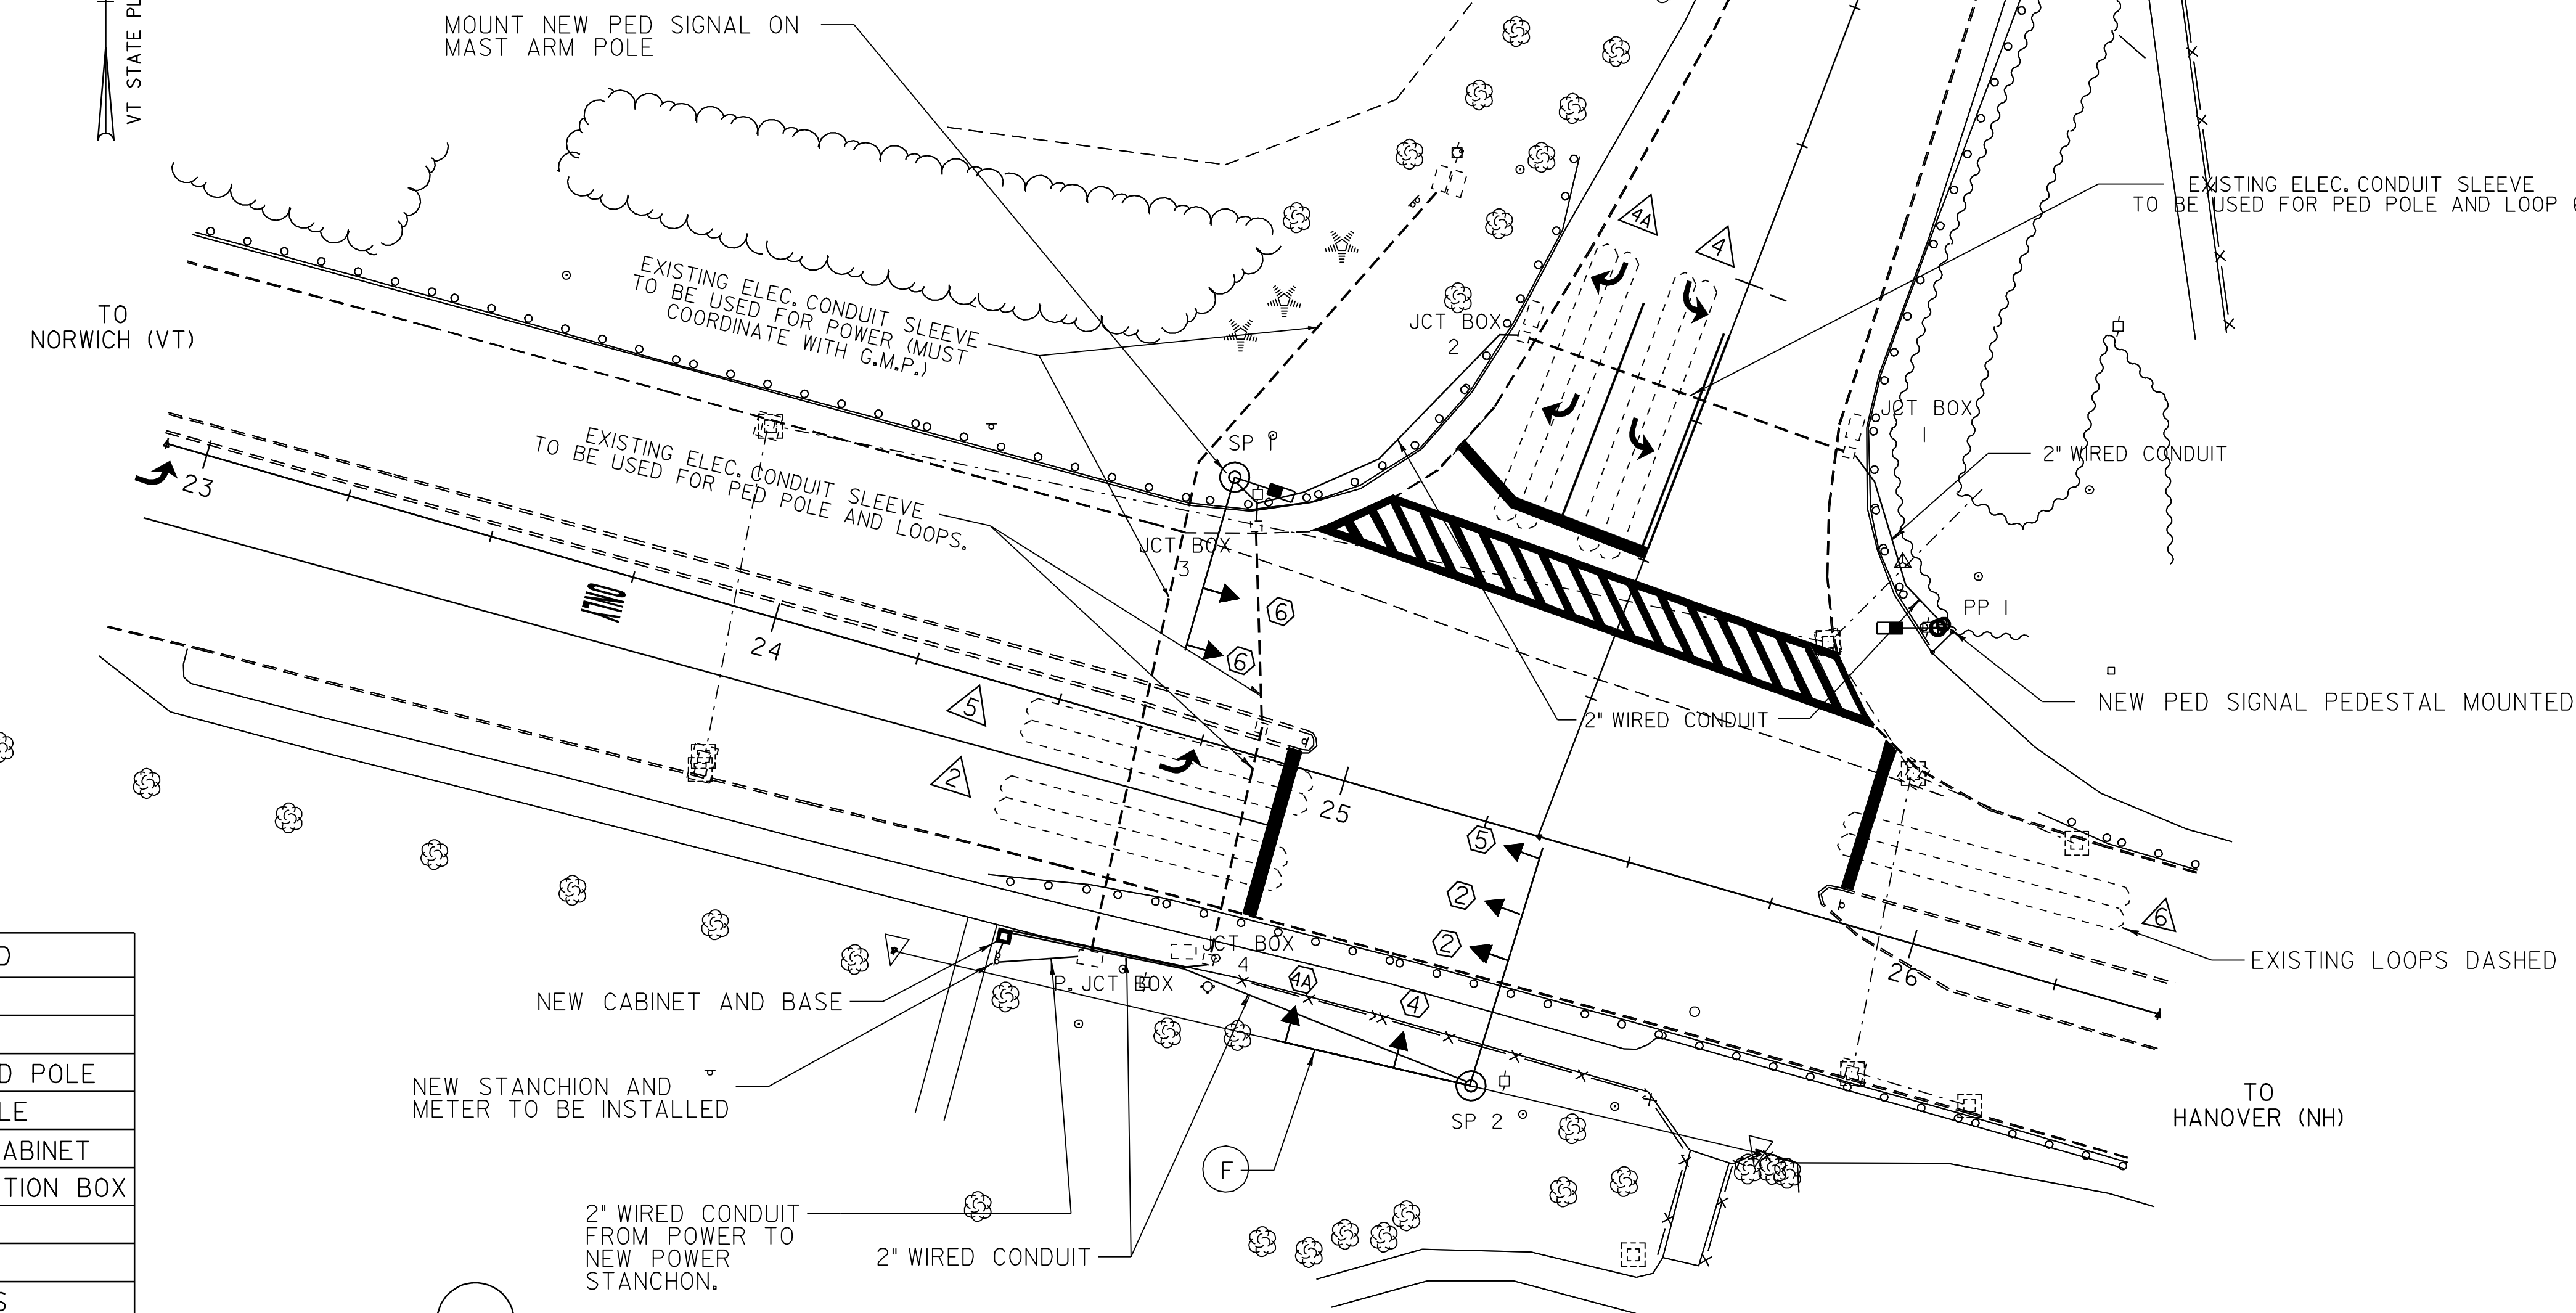 MOUNT NEW PED SIGNAL ON
MAST ARM POLE
VT STATE PL
EXISTING ELEC. CONDUIT SLEEVE
TO BE USED FOR PED POLE AND LOOP
4A
4
EXISTING ELEC. CONDUIT SLEEVE
TO BE USED FOR POWER (MUST
COORDINATE WITH G.M.P.)
TO
NORWICH (VT)
JCT BOX
2
JCT BOX
1
2" WIRED CONDUIT
EXISTING ELEC. CONDUIT SLEEVE
TO BE USED FOR PED POLE AND LOOPS.
SP 1
23
JCT BOX
3
ONLY
6
24
6
PP 1
NEW PED SIGNAL PEDESTAL MOUNTED
2" WIRED CONDUIT
5
2
25
5
2
2
6
JCT BOX
4
26
EXISTING LOOPS DASHED
P. JCT BOX
4A
4
NEW CABINET AND BASE
NEW STANCHION AND
METER TO BE INSTALLED
SP 2
TO
HANOVER (NH)
F
2" WIRED CONDUIT
FROM POWER TO
NEW POWER
STANCHON.
2" WIRED CONDUIT
D
D POLE
LE
ABINET
TION BOX
S